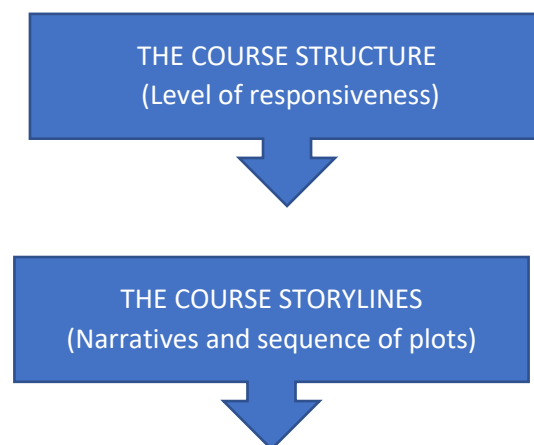 THE COURSE STRUCTURE
(Level of responsiveness)
THE COURSE STORYLINES
(Narratives and sequence of plots)